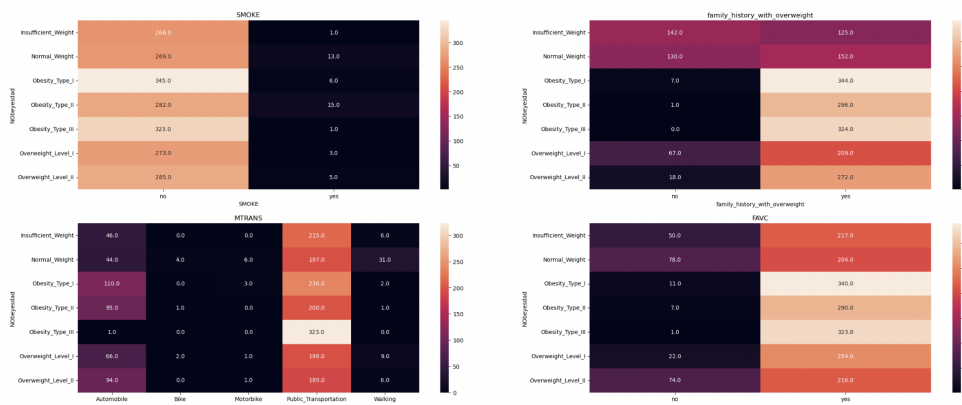 SMOKE
Insufficient_Weight 266.0 1.0
Normal_Weight 269.0 13.0
Obesity_Type_I 345.0 6.0
Obesity_Type_II 282.0 15.0
Obesity_Type_III 323.0 1.0
Overweight_Level_I 273.0 3.0
Overweight_Level_II 285.0 5.0
NObeyesdad
no yes
SMOKE
300
250
200
150
100
50
family_history_with_overweight
Insufficient_Weight 142.0 125.0
Normal_Weight 130.0 152.0
Obesity_Type_I 7.0 344.0
Obesity_Type_II 1.0 296.0
Obesity_Type_III 0.0 324.0
Overweight_Level_I 67.0 209.0
Overweight_Level_II 18.0 272.0
no yes
family_history_with_overweight
MTRANS
Insufficient_Weight 46.0 0.0 0.0 215.0 6.0
Normal_Weight 44.0 4.0 6.0 197.0 31.0
Obesity_Type_I 110.0 0.0 3.0 236.0 2.0
Obesity_Type_II 95.0 1.0 0.0 200.0 1.0
Obesity_Type_III 1.0 0.0 0.0 323.0 0.0
Overweight_Level_I 66.0 2.0 1.0 198.0 9.0
Overweight_Level_II 94.0 0.0 1.0 189.0 6.0
NObeyesdad
Automobile Bike Motorbike Public_Transportation Walking
300
250
200
150
100
50
0
FAVC
Insufficient_Weight 50.0 217.0
Normal_Weight 78.0 204.0
Obesity_Type_I 11.0 340.0
Obesity_Type_II 7.0 290.0
Obesity_Type_III 1.0 323.0
Overweight_Level_I 22.0 254.0
Overweight_Level_II 74.0 216.0
no yes